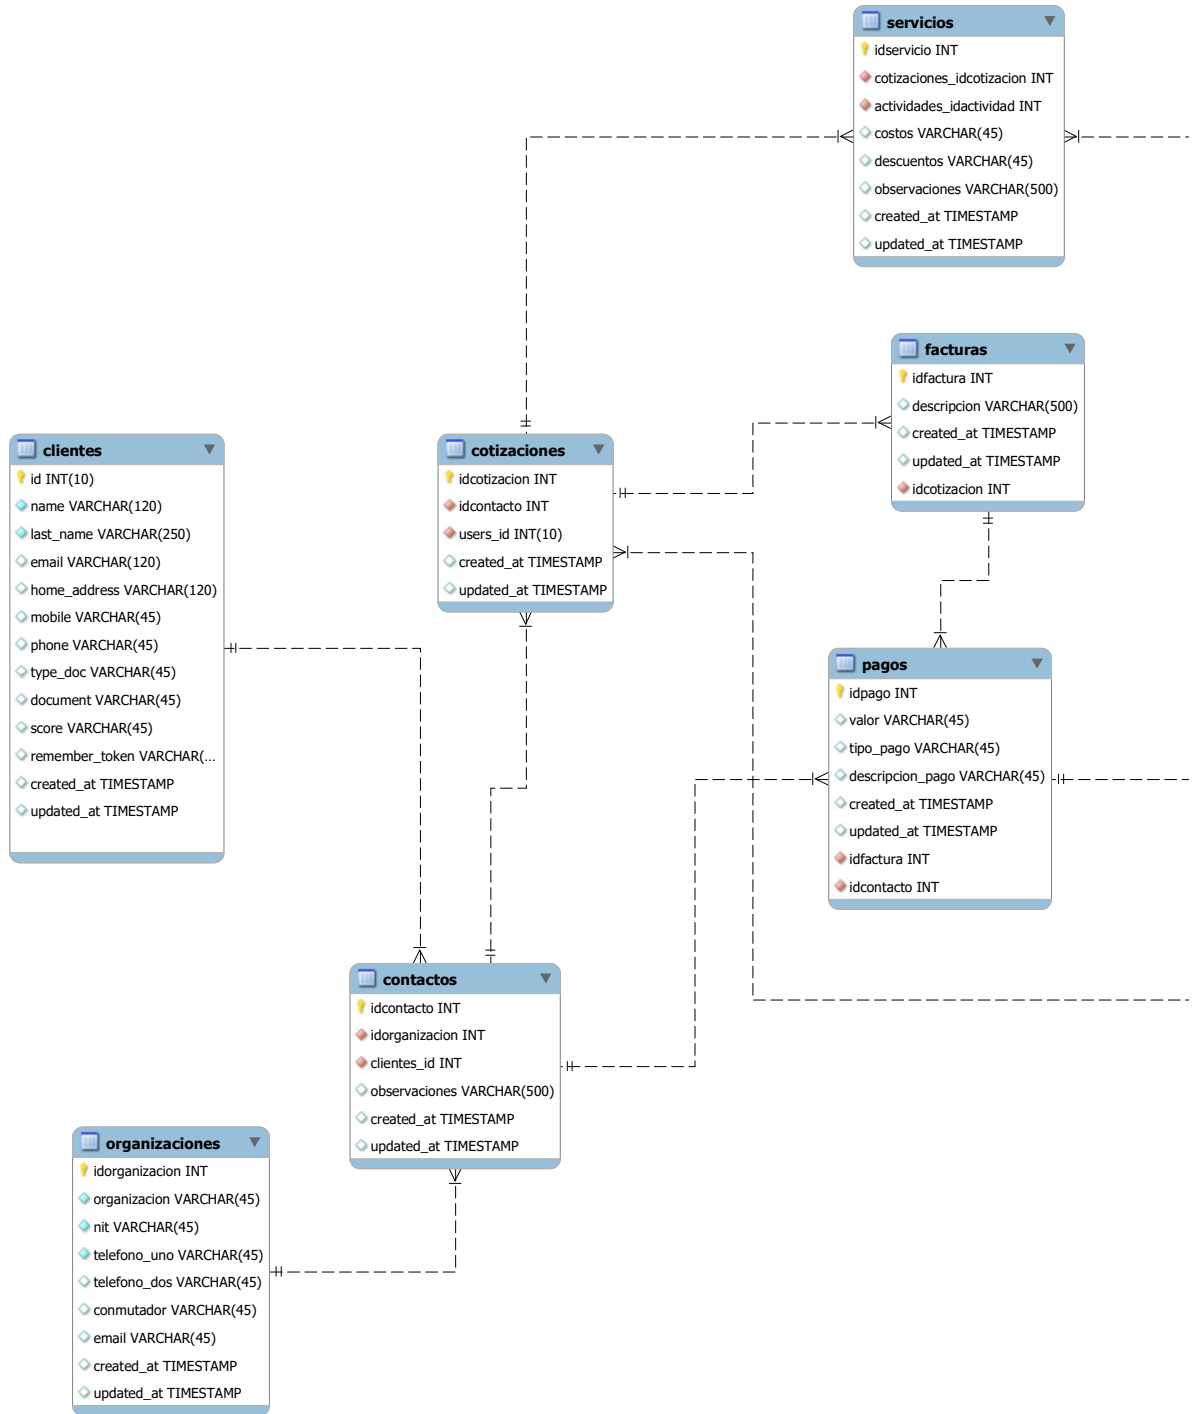 servicios
idservicio INT
cotizaciones_idcotizacion INT
actividades_idactividad INT
costos VARCHAR(45)
descuentos VARCHAR(45)
observaciones VARCHAR(500)
created_at TIMESTAMP
updated_at TIMESTAMP
facturas
idfactura INT
descripcion VARCHAR(500)
created_at TIMESTAMP
updated_at TIMESTAMP
idcotizacion INT
clientes
id INT(10)
name VARCHAR(120)
last_name VARCHAR(250)
email VARCHAR(120)
home_address VARCHAR(120)
mobile VARCHAR(45)
phone VARCHAR(45)
type_doc VARCHAR(45)
document VARCHAR(45)
score VARCHAR(45)
remember_token VARCHAR(...
created_at TIMESTAMP
updated_at TIMESTAMP
cotizaciones
idcotizacion INT
idcontacto INT
users_id INT(10)
created_at TIMESTAMP
updated_at TIMESTAMP
pagos
idpago INT
valor VARCHAR(45)
tipo_pago VARCHAR(45)
descripcion_pago VARCHAR(45)
created_at TIMESTAMP
updated_at TIMESTAMP
idfactura INT
idcontacto INT
contactos
idcontacto INT
idorganizacion INT
clientes_id INT
observaciones VARCHAR(500)
created_at TIMESTAMP
updated_at TIMESTAMP
organizaciones
idorganizacion INT
organizacion VARCHAR(45)
nit VARCHAR(45)
telefono_uno VARCHAR(45)
telefono_dos VARCHAR(45)
conmutador VARCHAR(45)
email VARCHAR(45)
created_at TIMESTAMP
updated_at TIMESTAMP